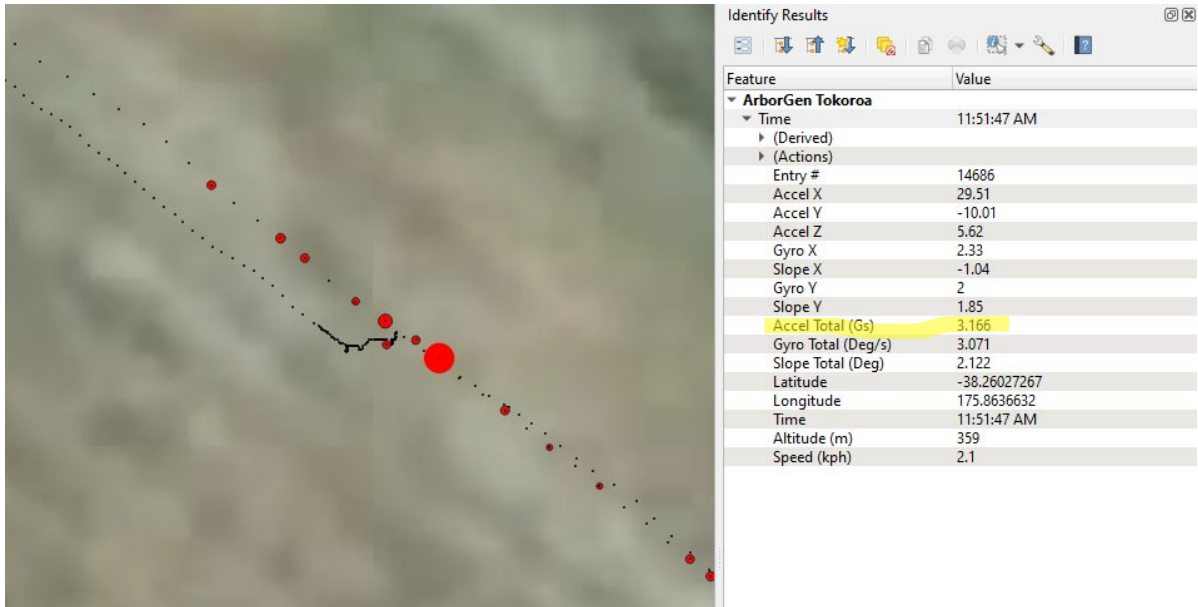 Identify Results
Feature Value
ArborGen Tokoroa
Time 11:51:47 AM
(Derived)
(Actions)
Entry # 14686
Accel X 29.51
Accel Y -10.01
Accel Z 5.62
Gyro X 2.33
Slope X -1.04
Gyro Y 2
Slope Y 1.85
Accel Total (Gs) 3.166
Gyro Total (Deg/s) 3.071
Slope Total (Deg) 2.122
Latitude -38.26027267
Longitude 175.8636632
Time 11:51:47 AM
Altitude (m) 359
Speed (kph) 2.1